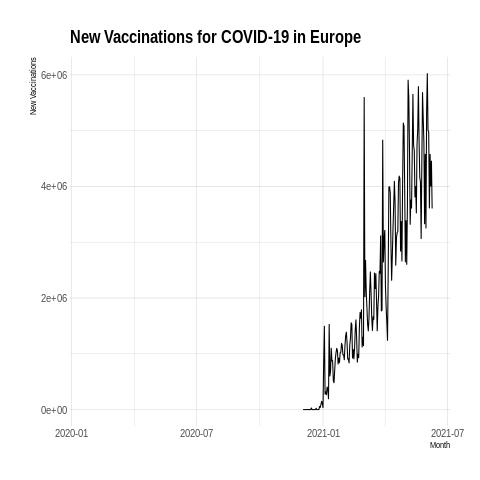 New Vaccinations for COVID-19 in Europe
New Vaccinations
6e+06
4e+06
2e+06
0e+00
2020-01
2020-07
2021-01
2021-07
Month